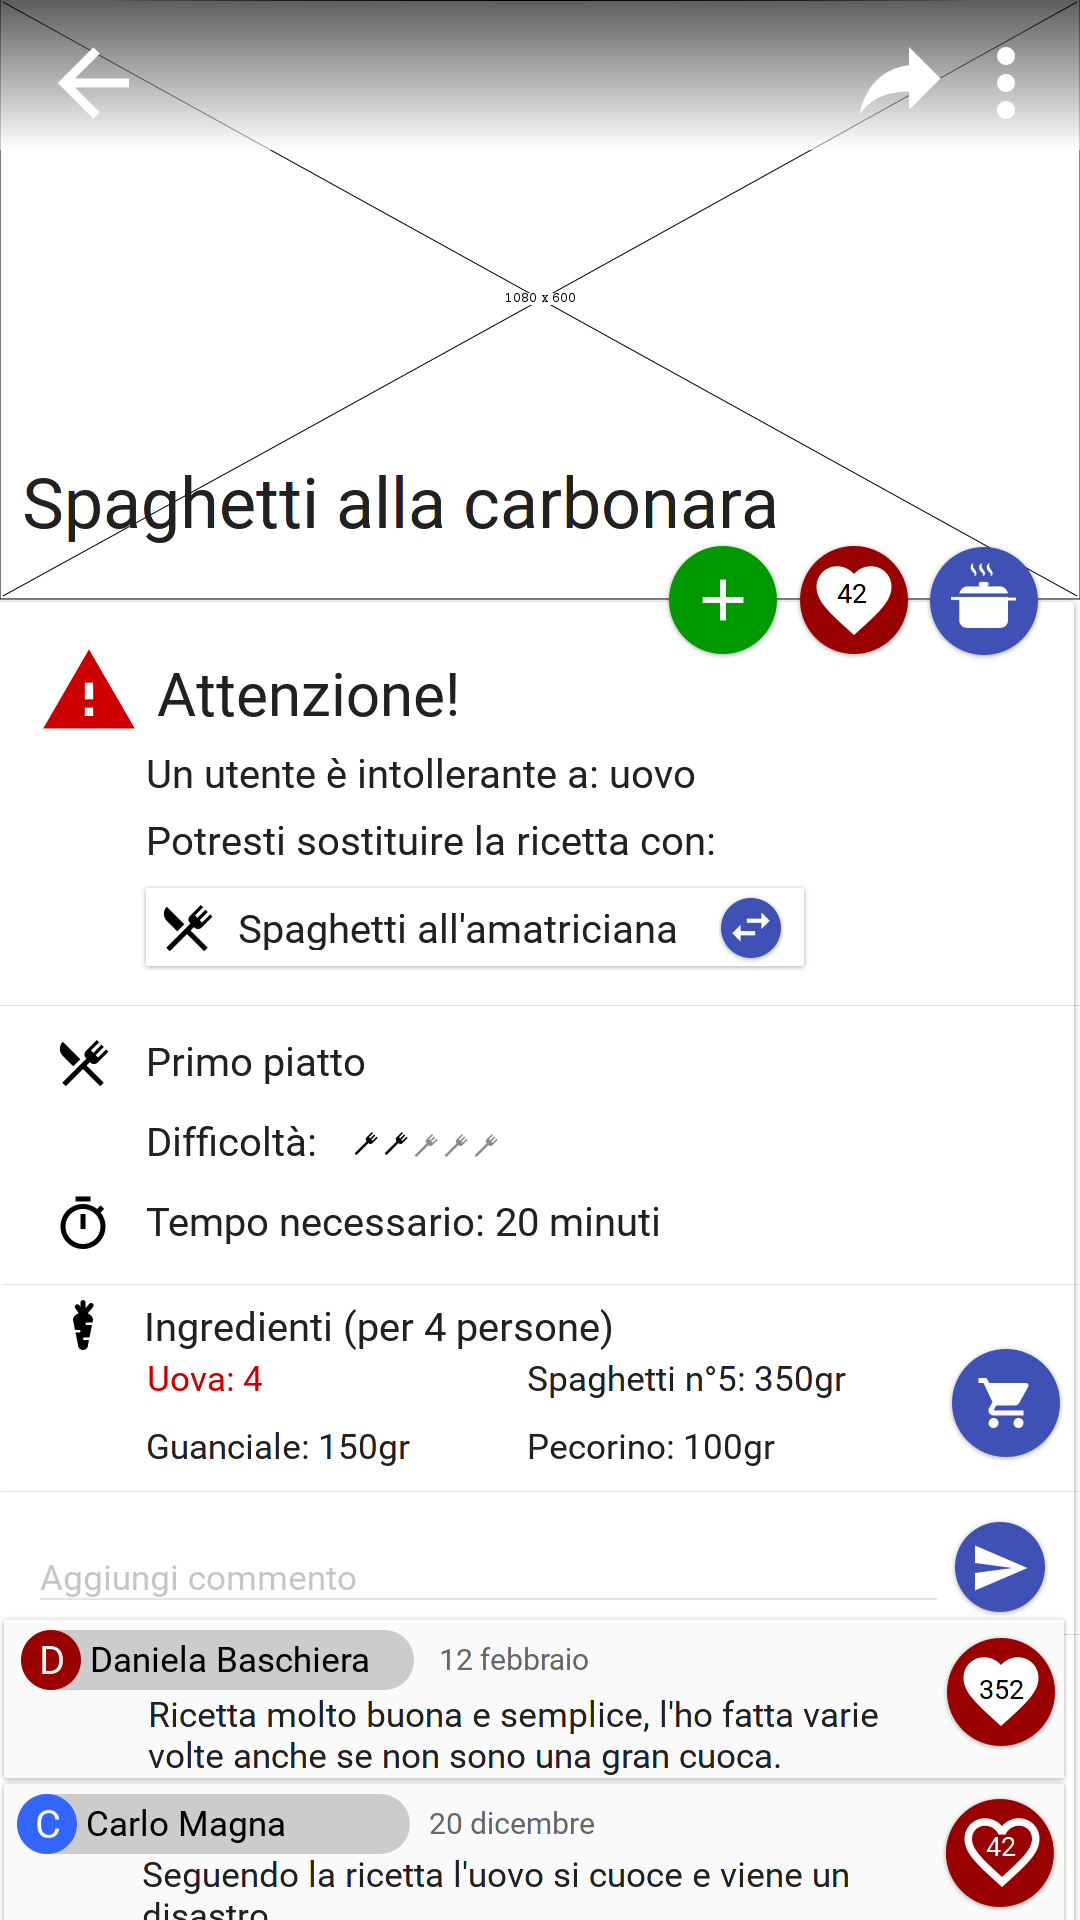 1080 x 600
Spaghetti alla carbonara
42
Attenzione!
Un utente è intollerante a: uovo
Potresti sostituire la ricetta con:
Spaghetti all'amatriciana
Primo piatto
Difficoltà:
Tempo necessario: 20 minuti
Ingredienti (per 4 persone)
Uova: 4 Spaghetti n°5: 350gr
Guanciale: 150gr Pecorino: 100gr
Aggiungi commento
D Daniela Baschiera 12 febbraio
352
Ricetta molto buona e semplice, l'ho fatta varie
volte anche se non sono una gran cuoca.
C Carlo Magna 20 dicembre
42
Seguendo la ricetta l'uovo si cuoce e viene un
disastro